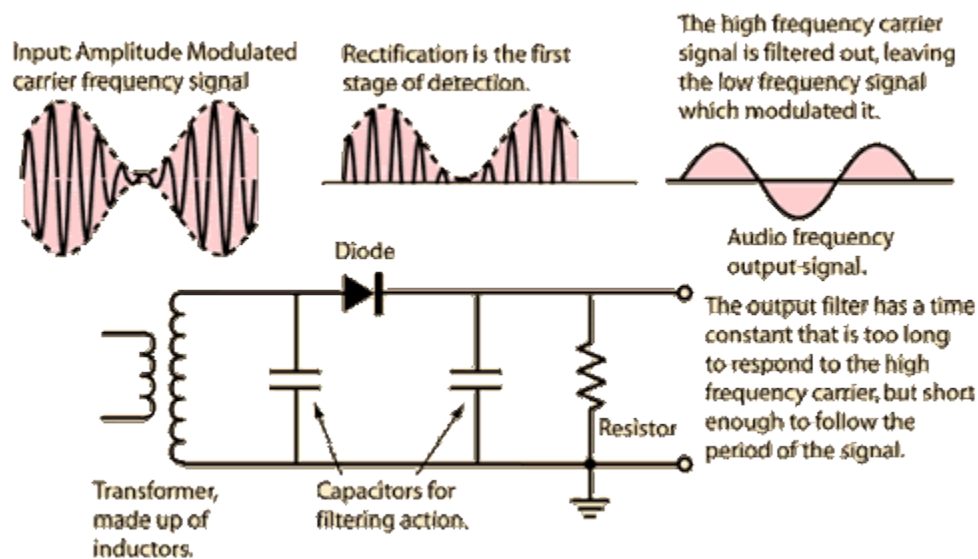 Input: Amplitude Modulated
carrier frequency signal
Rectification is the first
stage of detection.
The high frequency carrier
signal is filtered out, leaving
the low frequency signal
which modulated it.
Audio frequency
output signal.
Diode
The output filter has a time
constant that is too long
to respond to the high
frequency carrier, but short
enough to follow the
period of the signal.
Resistor
Transformer,
made up of
inductors.
Capacitors for
filtering action.